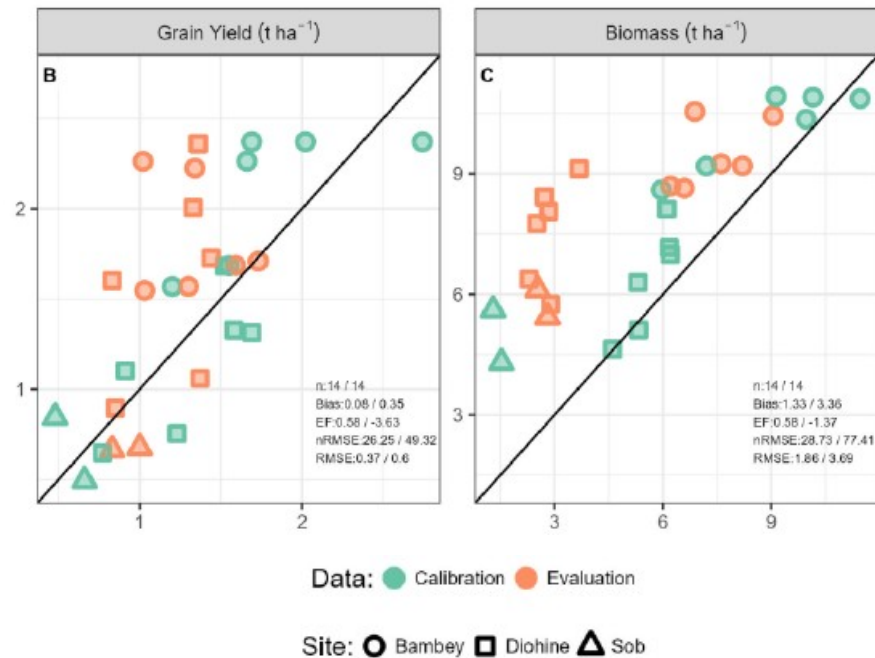 Grain Yield (t ha⁻¹)
Biomass (t ha⁻¹)
B
2
1
n:14 / 14
Bias:0.08 / 0.35
EF:0.58 / -3.63
nRMSE:26.25 / 49.32
RMSE:0.37 / 0.6
1 2
C
9
6
3
n:14 / 14
Bias:1.33 / 3.36
EF:0.58 / -1.37
nRMSE:28.73 / 77.41
RMSE:1.86 / 3.69
3 6 9
Data: Calibration Evaluation
Site: Bambey Diohine Sob